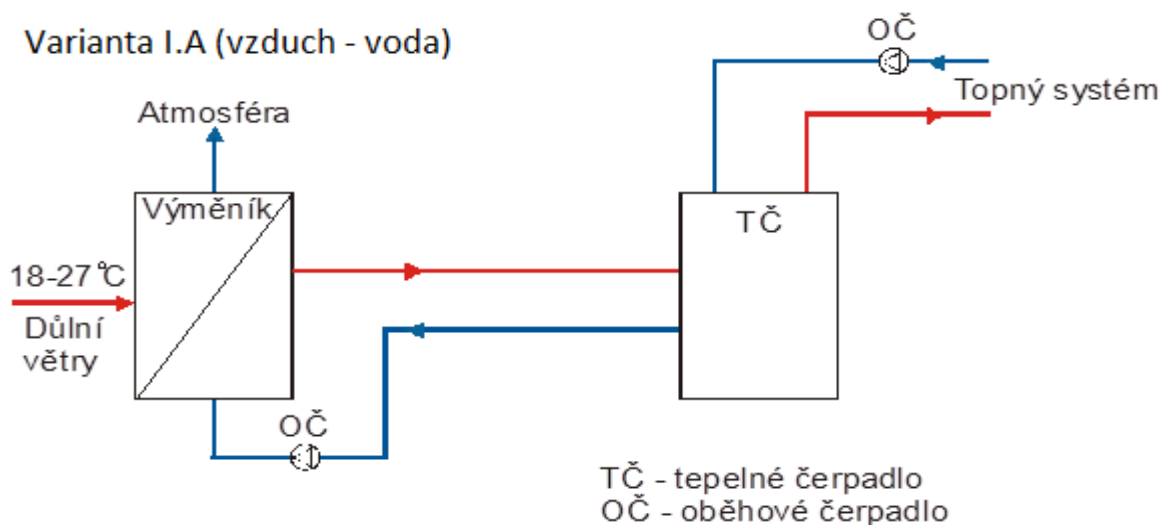 Varianta I.A (vzduch - voda)
OČ
Topný systém
Atmosféra
Výměník
TČ
18-27°C
Důlní
větry
OČ
TČ - tepelné čerpadlo
OČ - oběhové čerpadlo